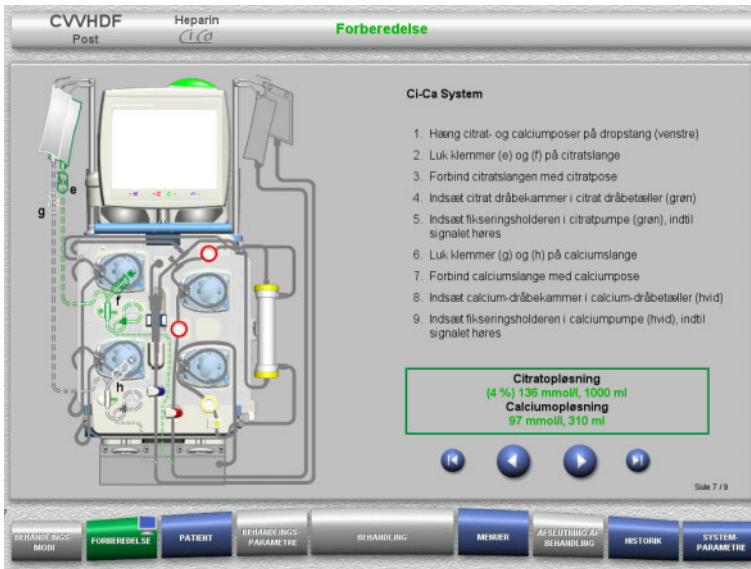 CVVHDF
Post
Heparin
Ci Ca
Forberedelse
Ci-Ca System
1. Hæng citrat- og calciumposer på dropstang (venstre)
2. Luk klemmer (e) og (f) på citratslange
3. Forbind citratslangen med citratpose
4. Indsæt citrat dråbekammer i citrat dråbetæller (grøn)
5. Indsæt fikseringsholderen i citratpumpe (grøn), indtil
signalet høres
6. Luk klemmer (g) og (h) på calciumslange
7. Forbind calciumslange med calciumpose
8. Indsæt calcium-dråbekammer i calcium-dråbetæller (hvid)
9. Indsæt fikseringsholderen i calciumpumpe (hvid), indtil
signalet høres
e
g
f
h
Citratopløsning
(4 %) 136 mmol/l, 1000 ml
Calciumopløsning
97 mmol/l, 310 ml
Side 7 / 9
BEHANDLINGS-
MODI
FORBEREDELSE
PATIENT
BEHANDLINGS-
PARAMETRE
BEHANDLING
MENUER
AFSLUTNING AF
BEHANDLING
HISTORIK
SYSTEM-
PARAMETRE